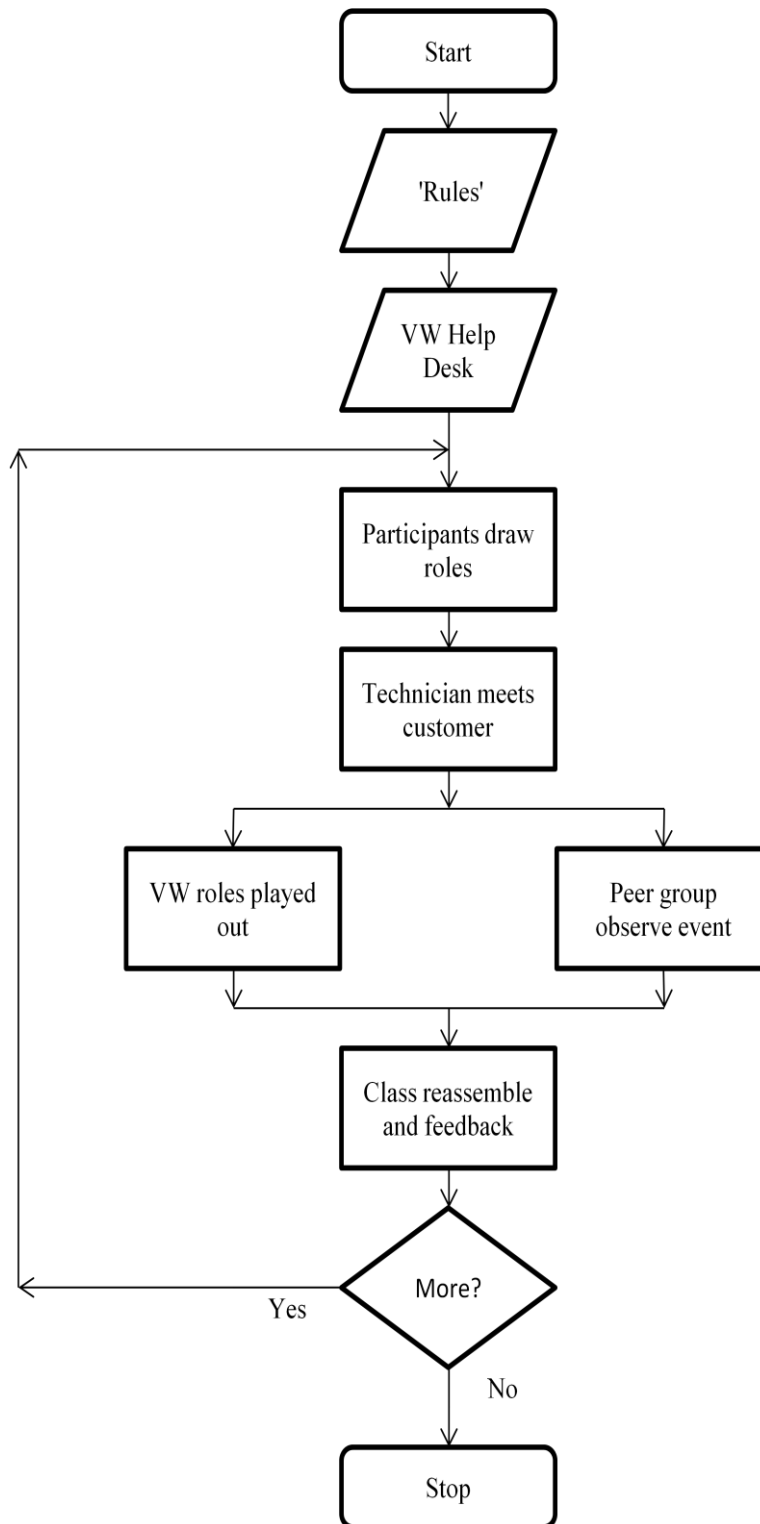 Start
'Rules'
VW Help
Desk
Participants draw
roles
Technician meets
customer
VW roles played
out
Peer group
observe event
Class reassemble
and feedback
More?
Yes
No
Stop